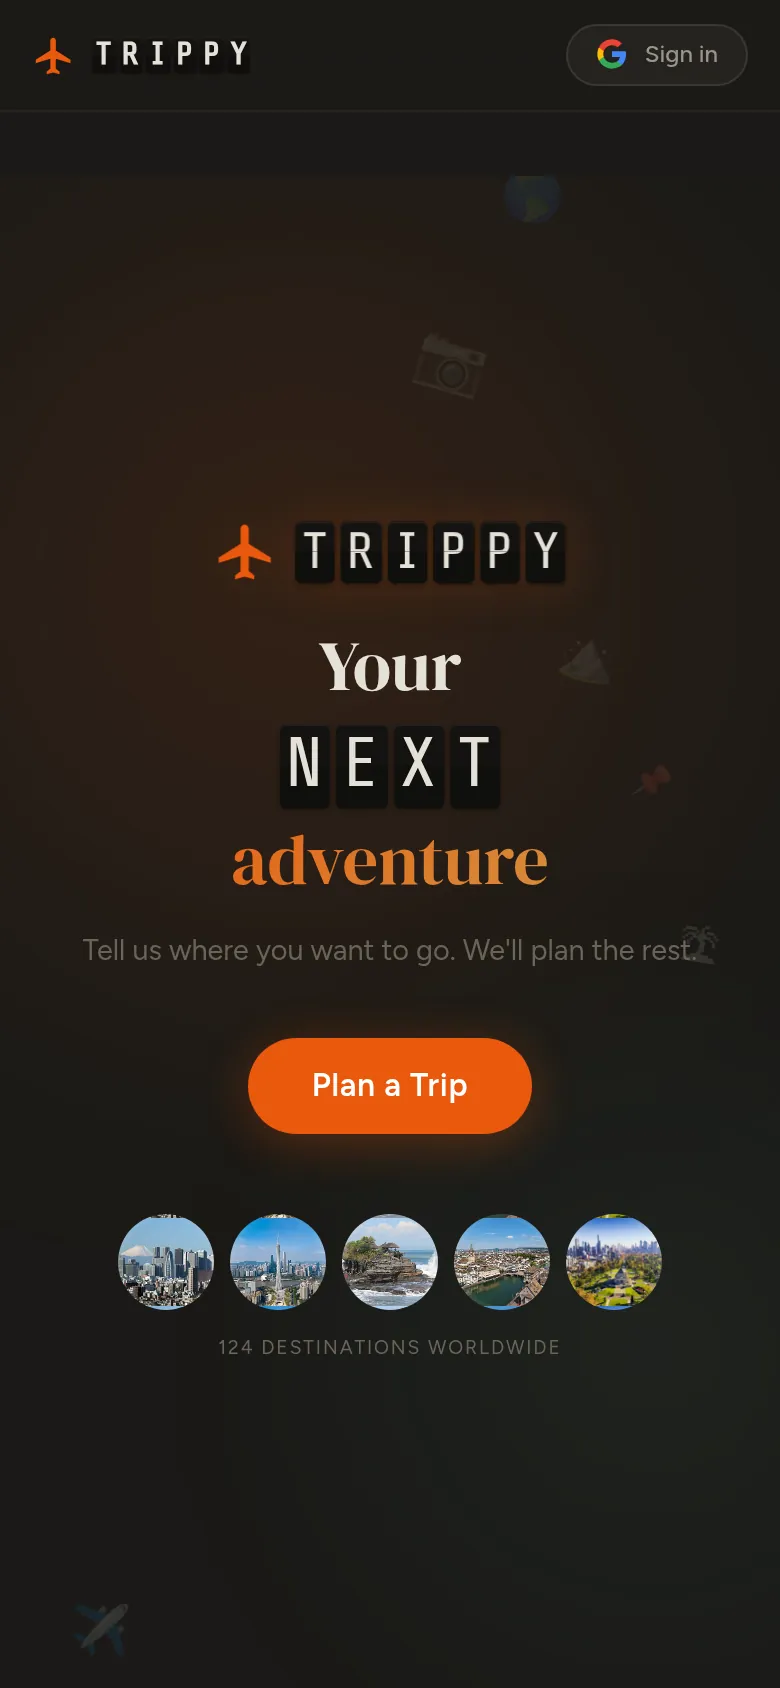 TRIPPY
Sign in
TRIPPY
Your
NEXT
adventure
Tell us where you want to go. We'll plan the rest.
Plan a Trip
124 DESTINATIONS WORLDWIDE